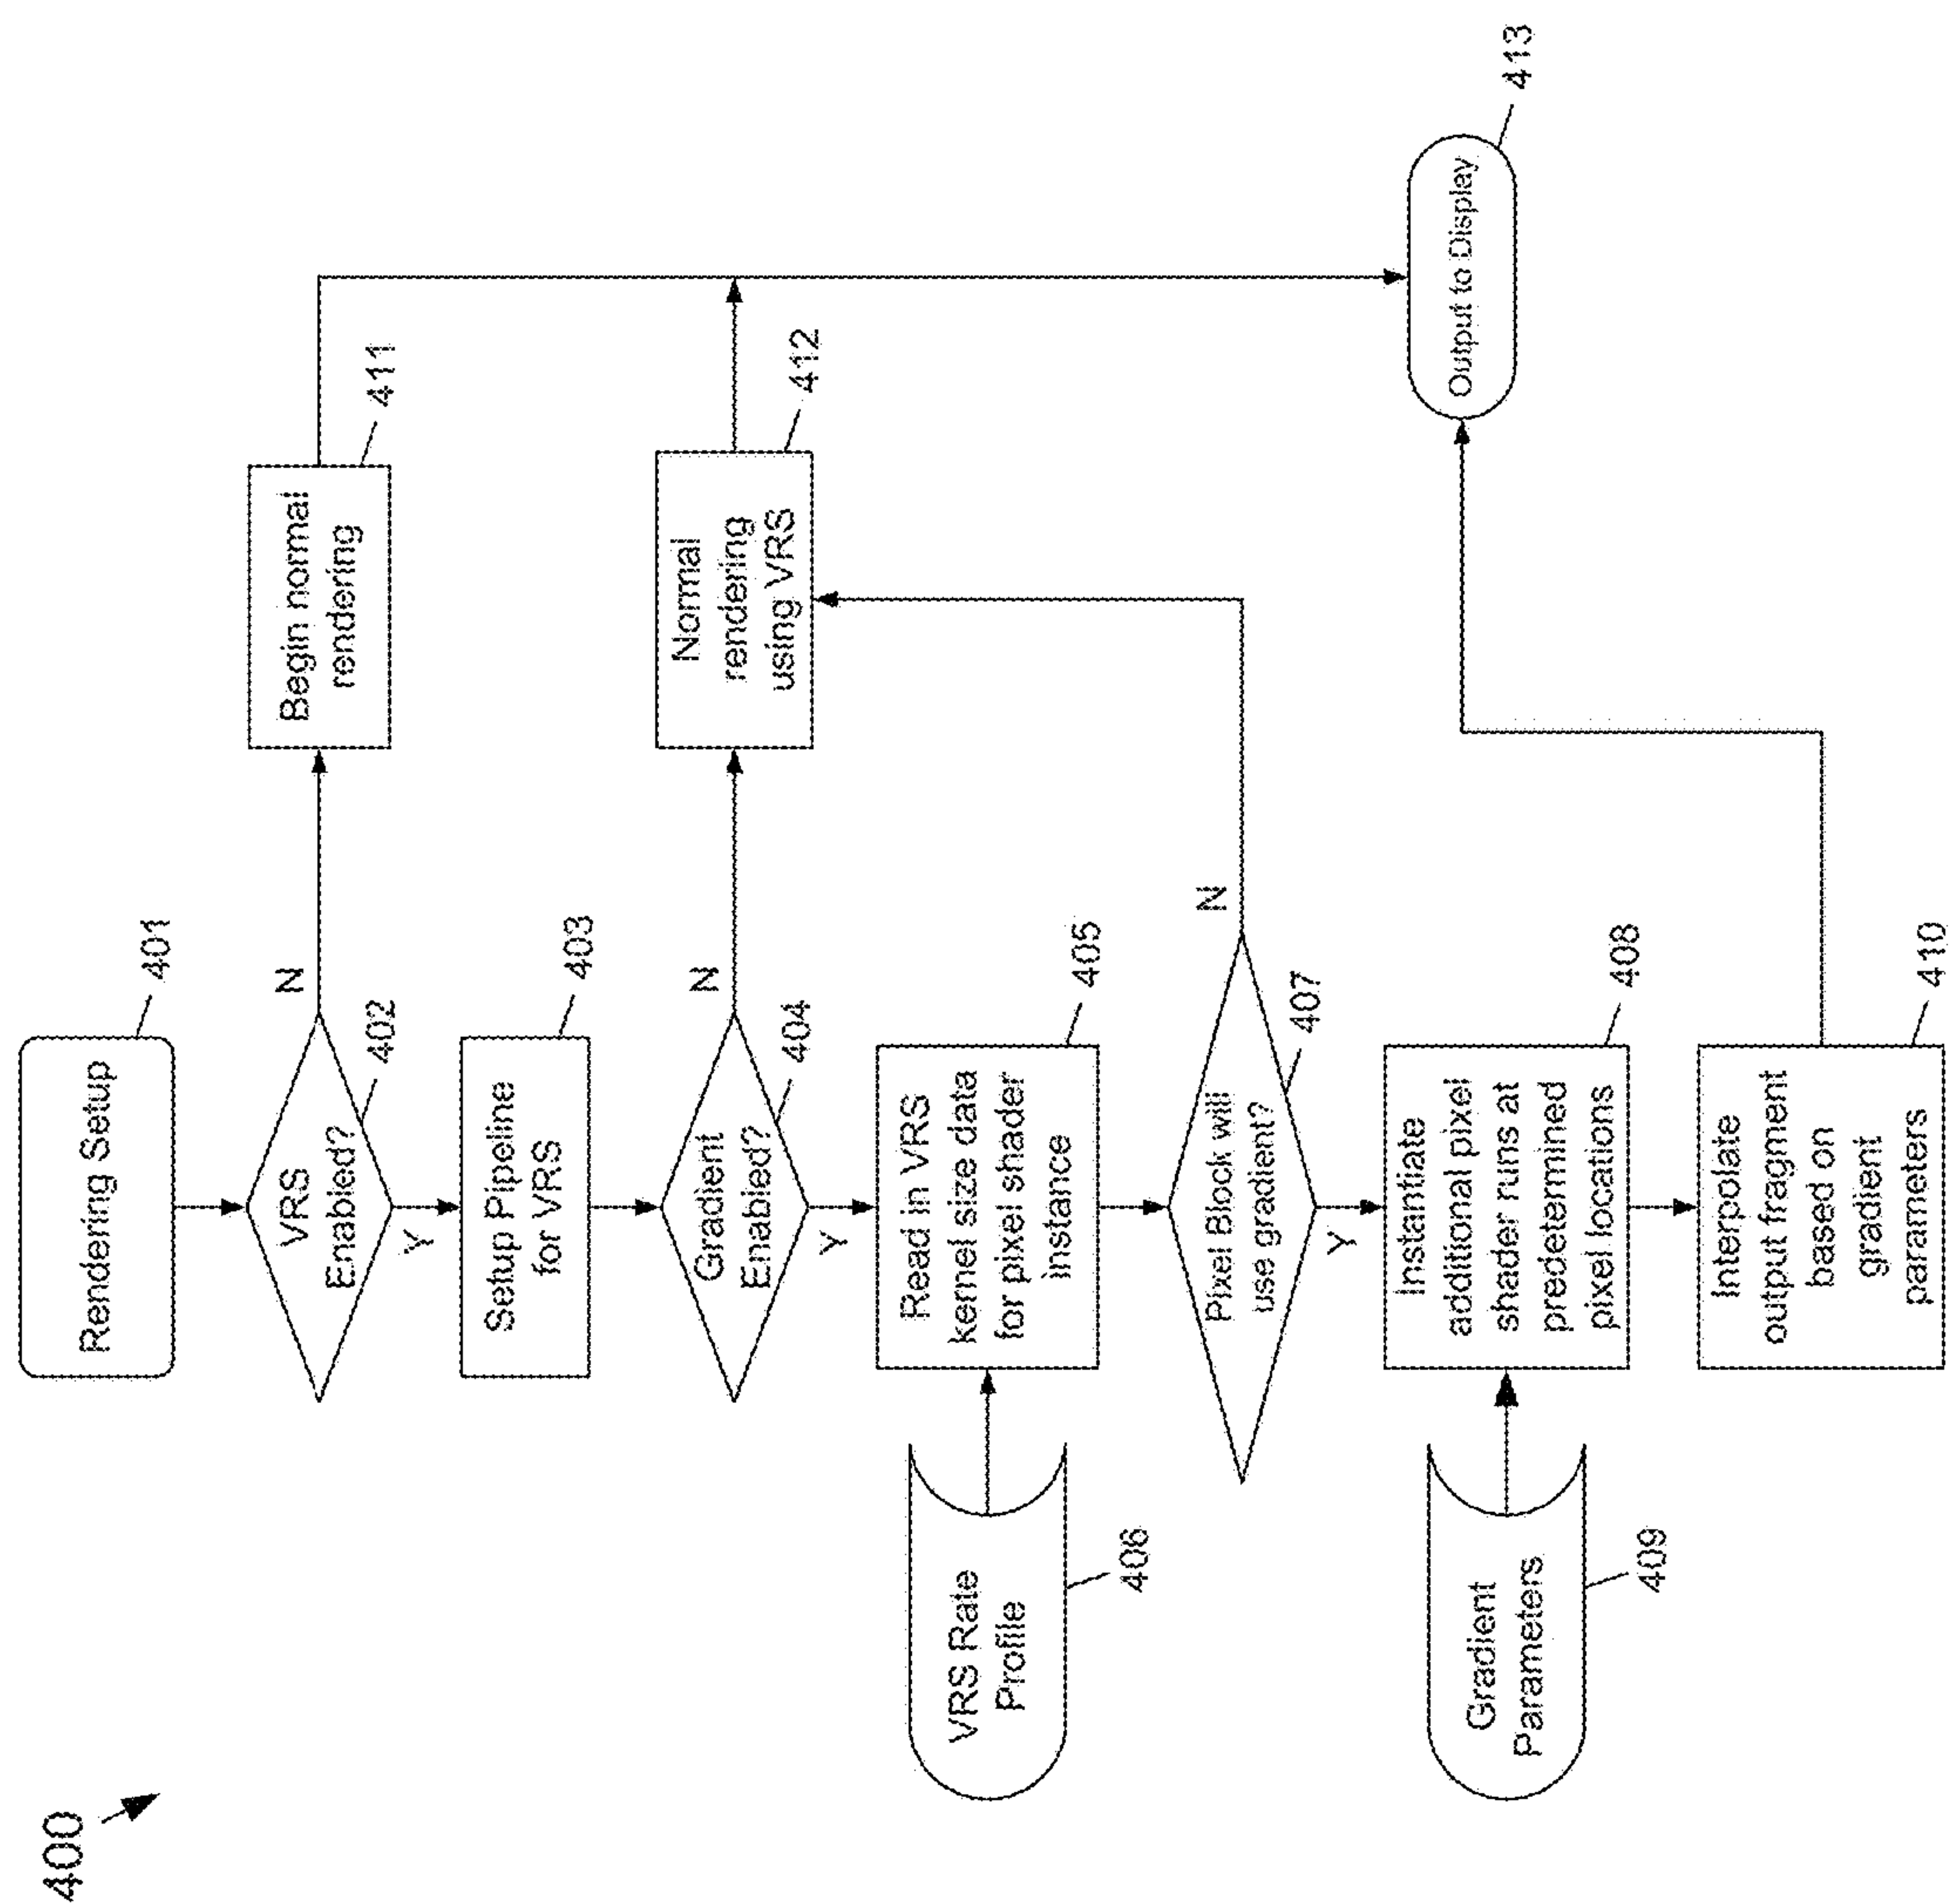 400
Rendering Setup
401
VRS
Enabled?
402
N
Y
Begin normal
rendering
411
Setup Pipeline
for VRS
403
Gradient
Enabled?
404
N
Y
Normal
rendering
using VRS
412
VRS Rate
Profile
406
Read in VRS
kernel size data
for pixel shader
instance
405
Pixel Block will
use gradient?
407
N
Y
Gradient
Parameters
409
Instantiate
additional pixel
shader runs at
predetermined
pixel locations
408
Interpolate
output fragment
based on
gradient
parameters
410
Output to Display
413